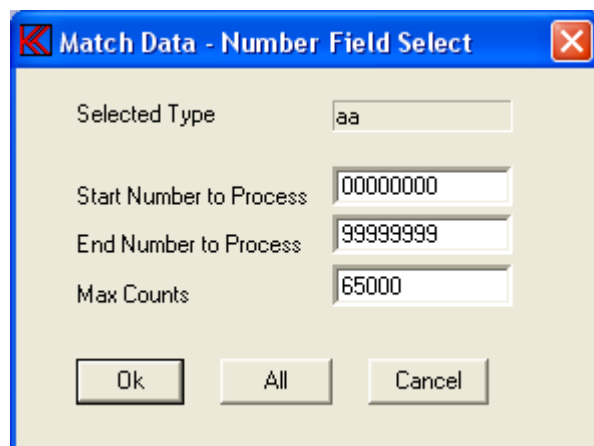 Match Data - Number Field Select
Selected Type aa
Start Number to Process 00000000
End Number to Process 99999999
Max Counts 65000
Ok All Cancel